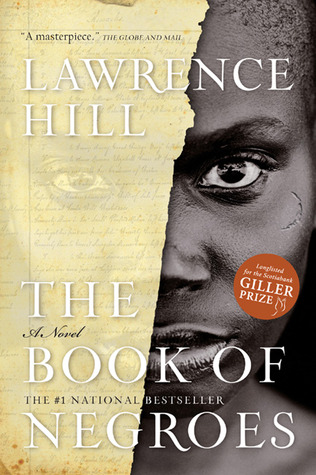 "A masterpiece." THE GLOBE AND MAIL
LAWRENCE
HILL
Longlisted
for the Scotiabank
GILLER
PRIZE
THE
A Novel
BOOK OF
THE #1 NATIONAL BESTSELLER
NEGROES